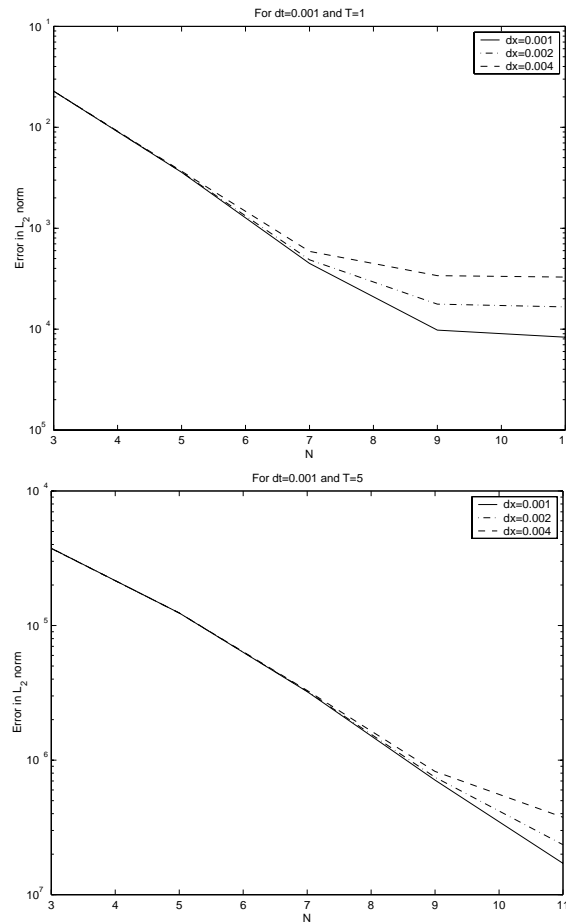 For dt=0.001 and T=1
10 1
dx=0.001
dx=0.002
dx=0.004
10 2
10 3
10 4
10 5
Error in L2 norm
3 4 5 6 7 8 9 10 1
N
For dt=0.001 and T=5
10 4
dx=0.001
dx=0.002
dx=0.004
10 5
10 6
10 7
Error in L2 norm
3 4 5 6 7 8 9 10 11
N